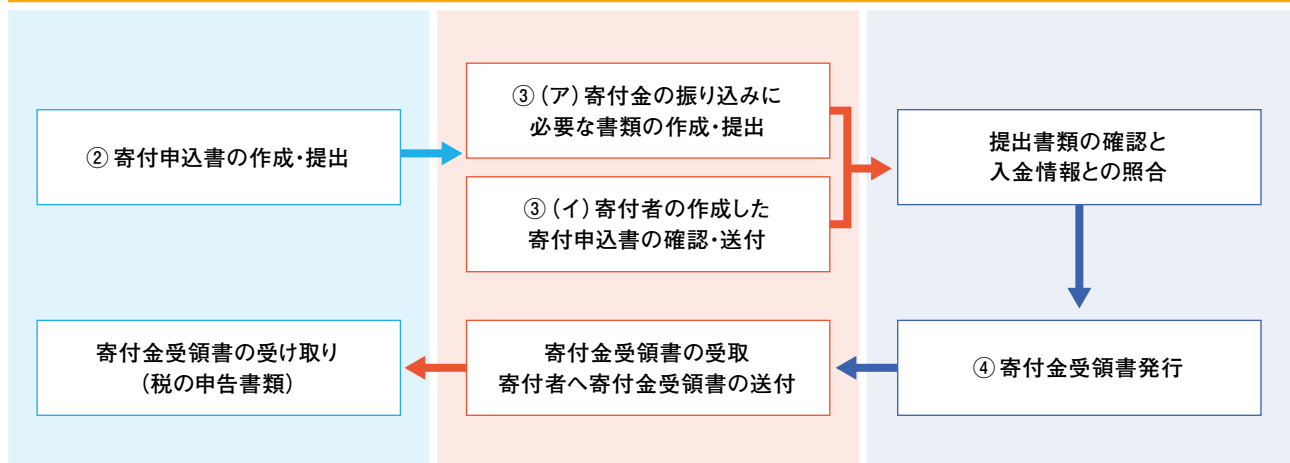 ② 寄付申込書の作成・提出
③（ア）寄付金の振り込みに
必要な書類の作成・提出
③（イ）寄付者の作成した
寄付申込書の確認・送付
提出書類の確認と
入金情報との照合
④ 寄付金受領書発行
寄付金受領書の受取
寄付者へ寄付金受領書の送付
寄付金受領書の受け取り
（税の申告書類）